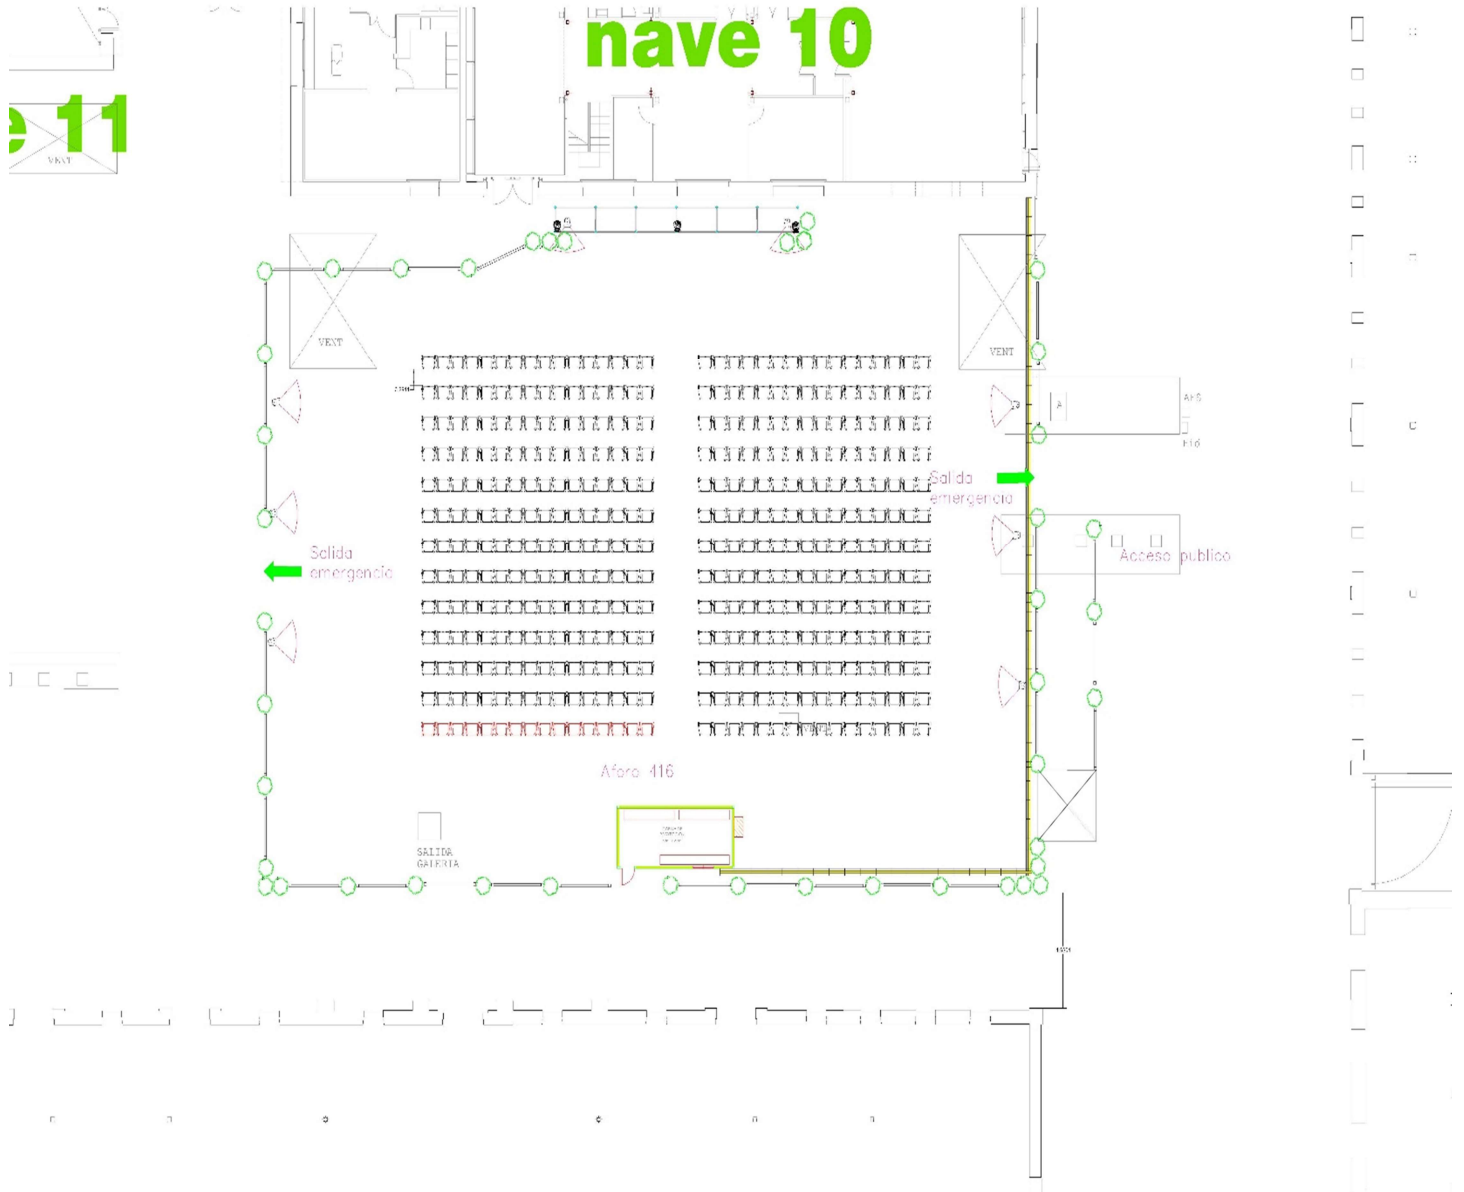 nave 10
e 11
VENT
VENT
VENT
Salida
emergencia
Salida
emergencia
Acceso publico
Aforo 416
SALIDA
GALERIA